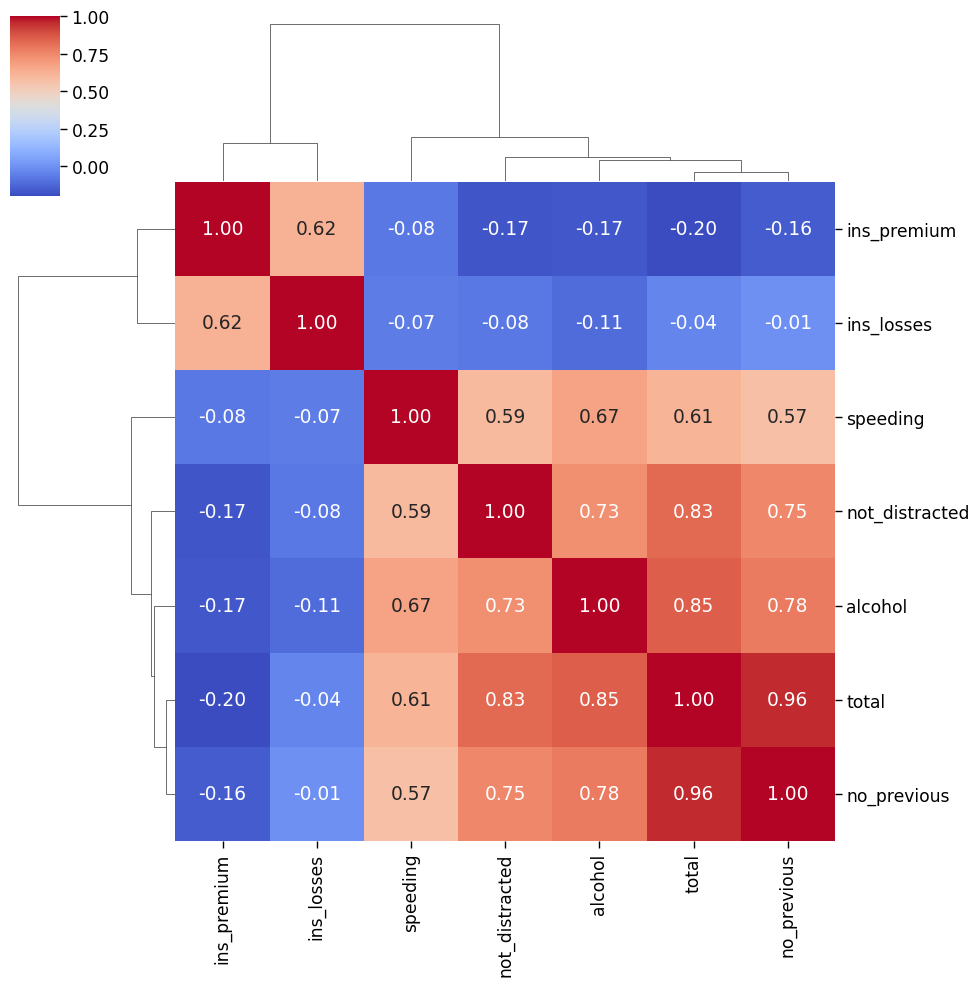 1.00
0.75
0.50
0.25
0.00
1.00 0.62 -0.08 -0.17 -0.17 -0.20 -0.16 ins_premium
0.62 1.00 -0.07 -0.08 -0.11 -0.04 -0.01 ins_losses
-0.08 -0.07 1.00 0.59 0.67 0.61 0.57 speeding
-0.17 -0.08 0.59 1.00 0.73 0.83 0.75 not_distracted
-0.17 -0.11 0.67 0.73 1.00 0.85 0.78 alcohol
-0.20 -0.04 0.61 0.83 0.85 1.00 0.96 total
-0.16 -0.01 0.57 0.75 0.78 0.96 1.00 no_previous
ins_premium
ins_losses
speeding
not_distracted
alcohol
total
no_previous